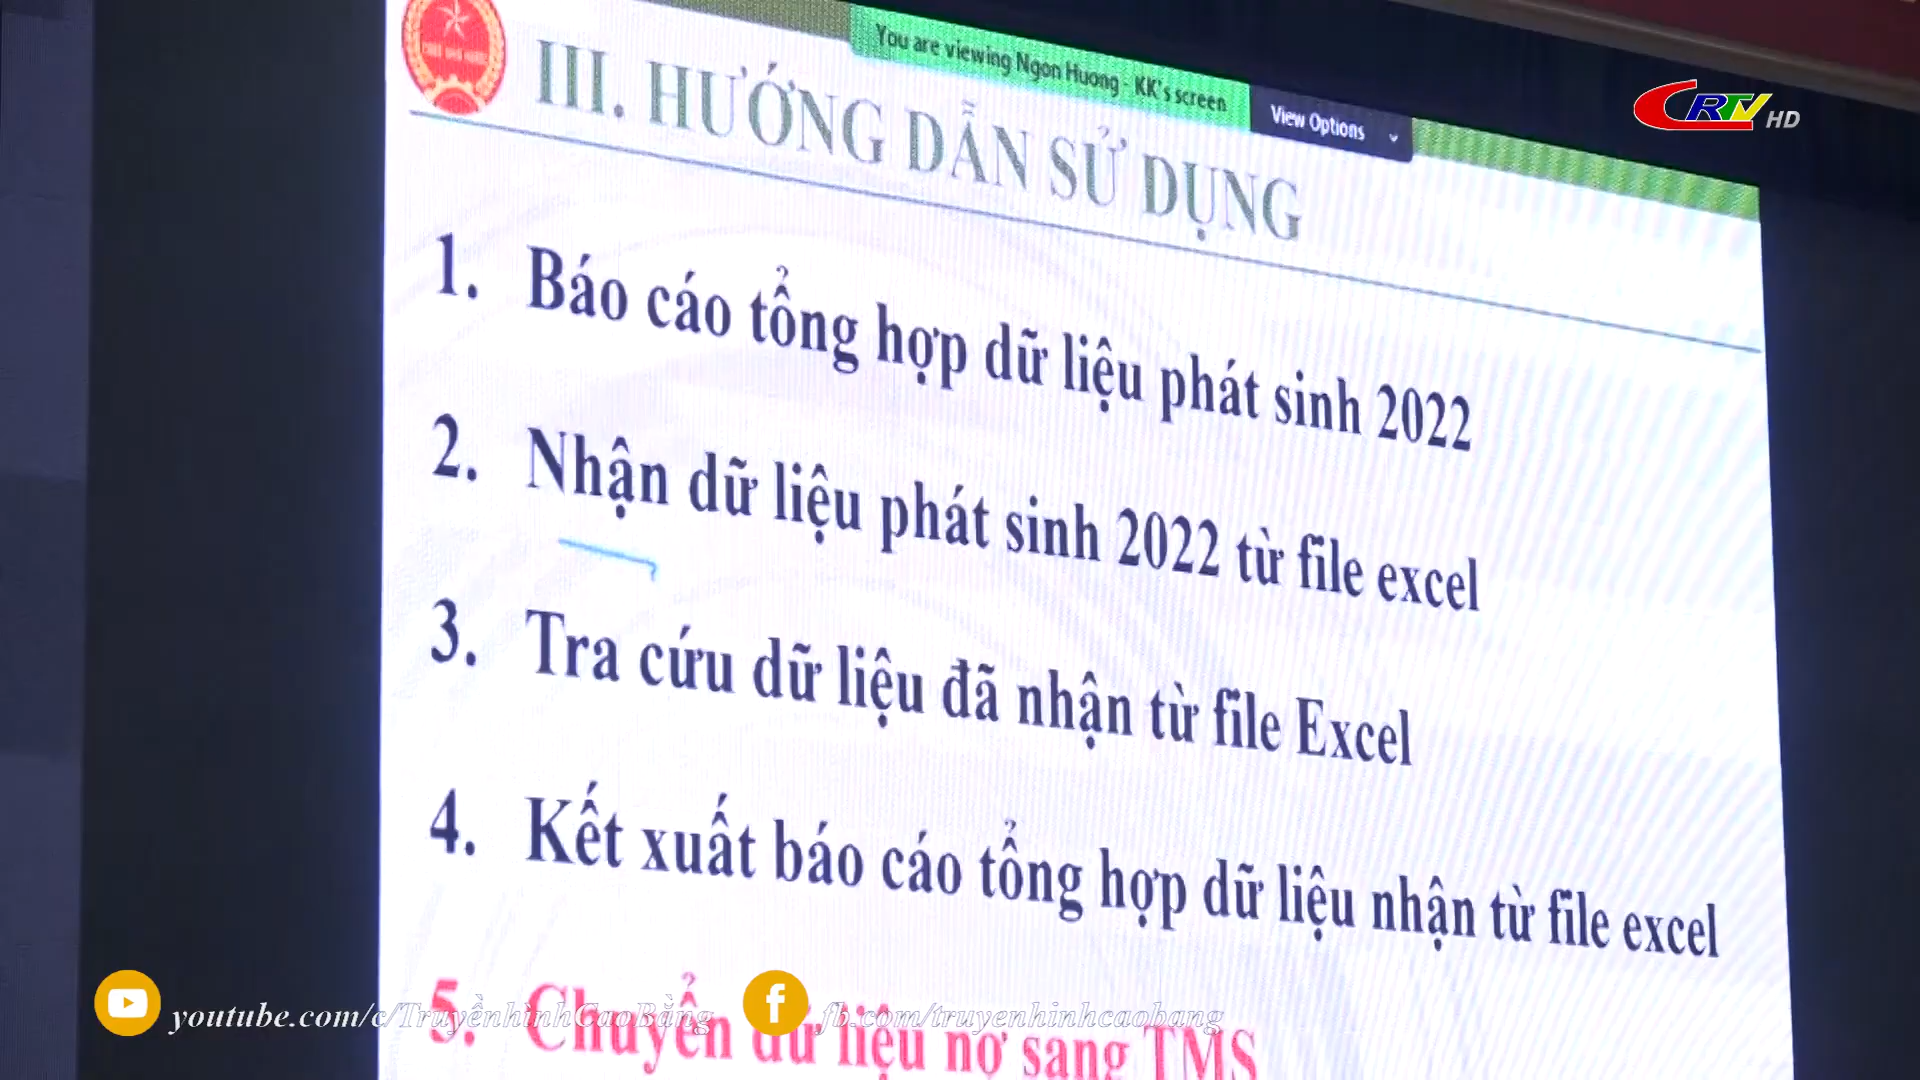 You are viewing Ngon Huong - KK's screen
View Options
CRTV HD
III. HƯỚNG DẪN SỬ DỤNG
1. Báo cáo tổng hợp dữ liệu phát sinh 2022
2. Nhận dữ liệu phát sinh 2022 từ file excel
3. Tra cứu dữ liệu đã nhận từ file Excel
4. Kết xuất báo cáo tổng hợp dữ liệu nhận từ file excel
5. Chuyển dữ liệu nợ sang TMS
youtube.com/c/TruyềnhìnhCaoBằng
fb.com/truyenhinhcaobang